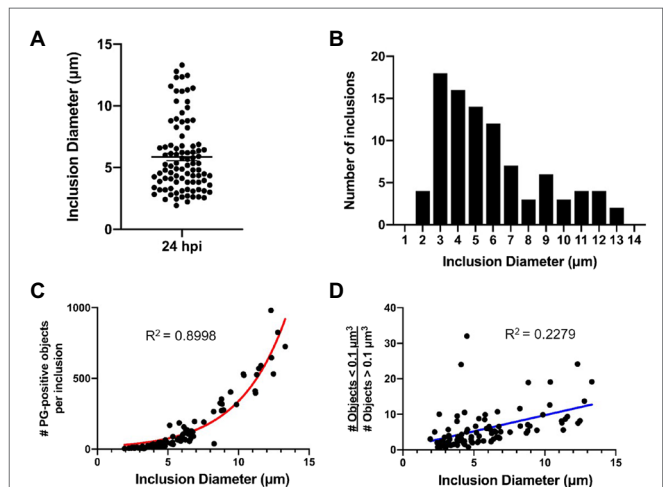 A
15
10
5
0
Inclusion Diameter (µm)
24 hpi
B
20
15
10
5
0
Number of inclusions
1 2 3 4 5 6 7 8 9 10 11 12 13 14
Inclusion Diameter (µm)
C
1000
500
0
# PG-positive objects
per inclusion
R² = 0.8998
0 5 10 15
Inclusion Diameter (µm)
D
40
30
20
10
0
# Objects < 0.1 µm³
# Objects > 0.1 µm³
R² = 0.2279
0 5 10 15
Inclusion Diameter (µm)